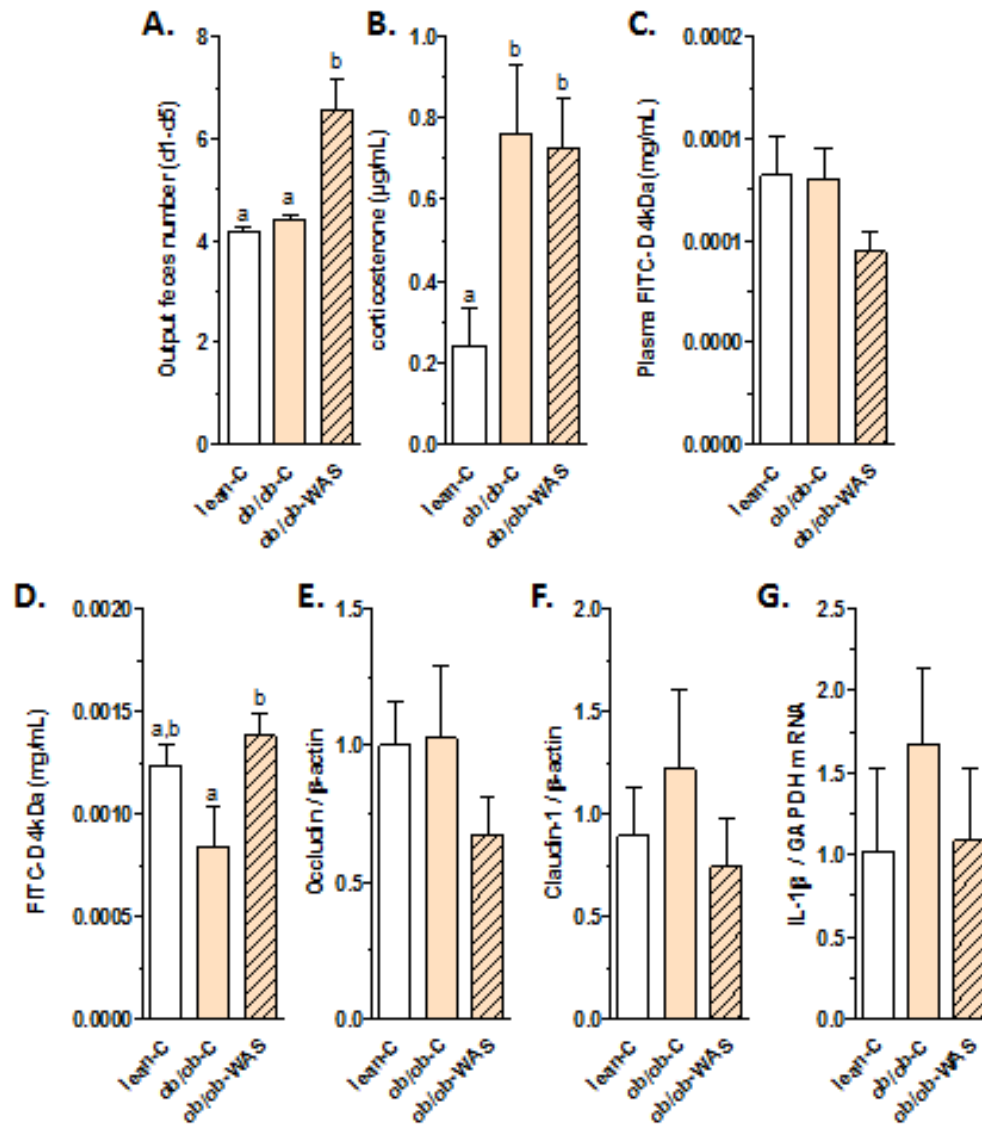 A.
Output feces number (d1-d5)
8
6
4
2
0
a
a
b
lean-C
ob/ob-C
ob/ob-WAS
B.
corticosterone (µg/mL)
1.0
0.8
0.6
0.4
0.2
0.0
a
b
b
lean-C
ob/ob-C
ob/ob-WAS
C.
Plasma FITC-D4kDa (mg/mL)
0.0002
0.0001
0.0001
0.0000
0.0000
lean-C
ob/ob-C
ob/ob-WAS
D.
FITC-D4kDa (mg/mL)
0.0020
0.0015
0.0010
0.0005
0.0000
a,b
a
b
lean-C
ob/ob-C
ob/ob-WAS
E.
Occludin / β-actin
1.5
1.0
0.5
0.0
lean-C
ob/ob-C
ob/ob-WAS
F.
Claudin-1 / β-actin
2.0
1.5
1.0
0.5
0.0
lean-C
ob/ob-C
ob/ob-WAS
G.
IL-1β / GAPDH mRNA
2.5
2.0
1.5
1.0
0.5
0.0
lean-C
ob/ob-C
ob/ob-WAS